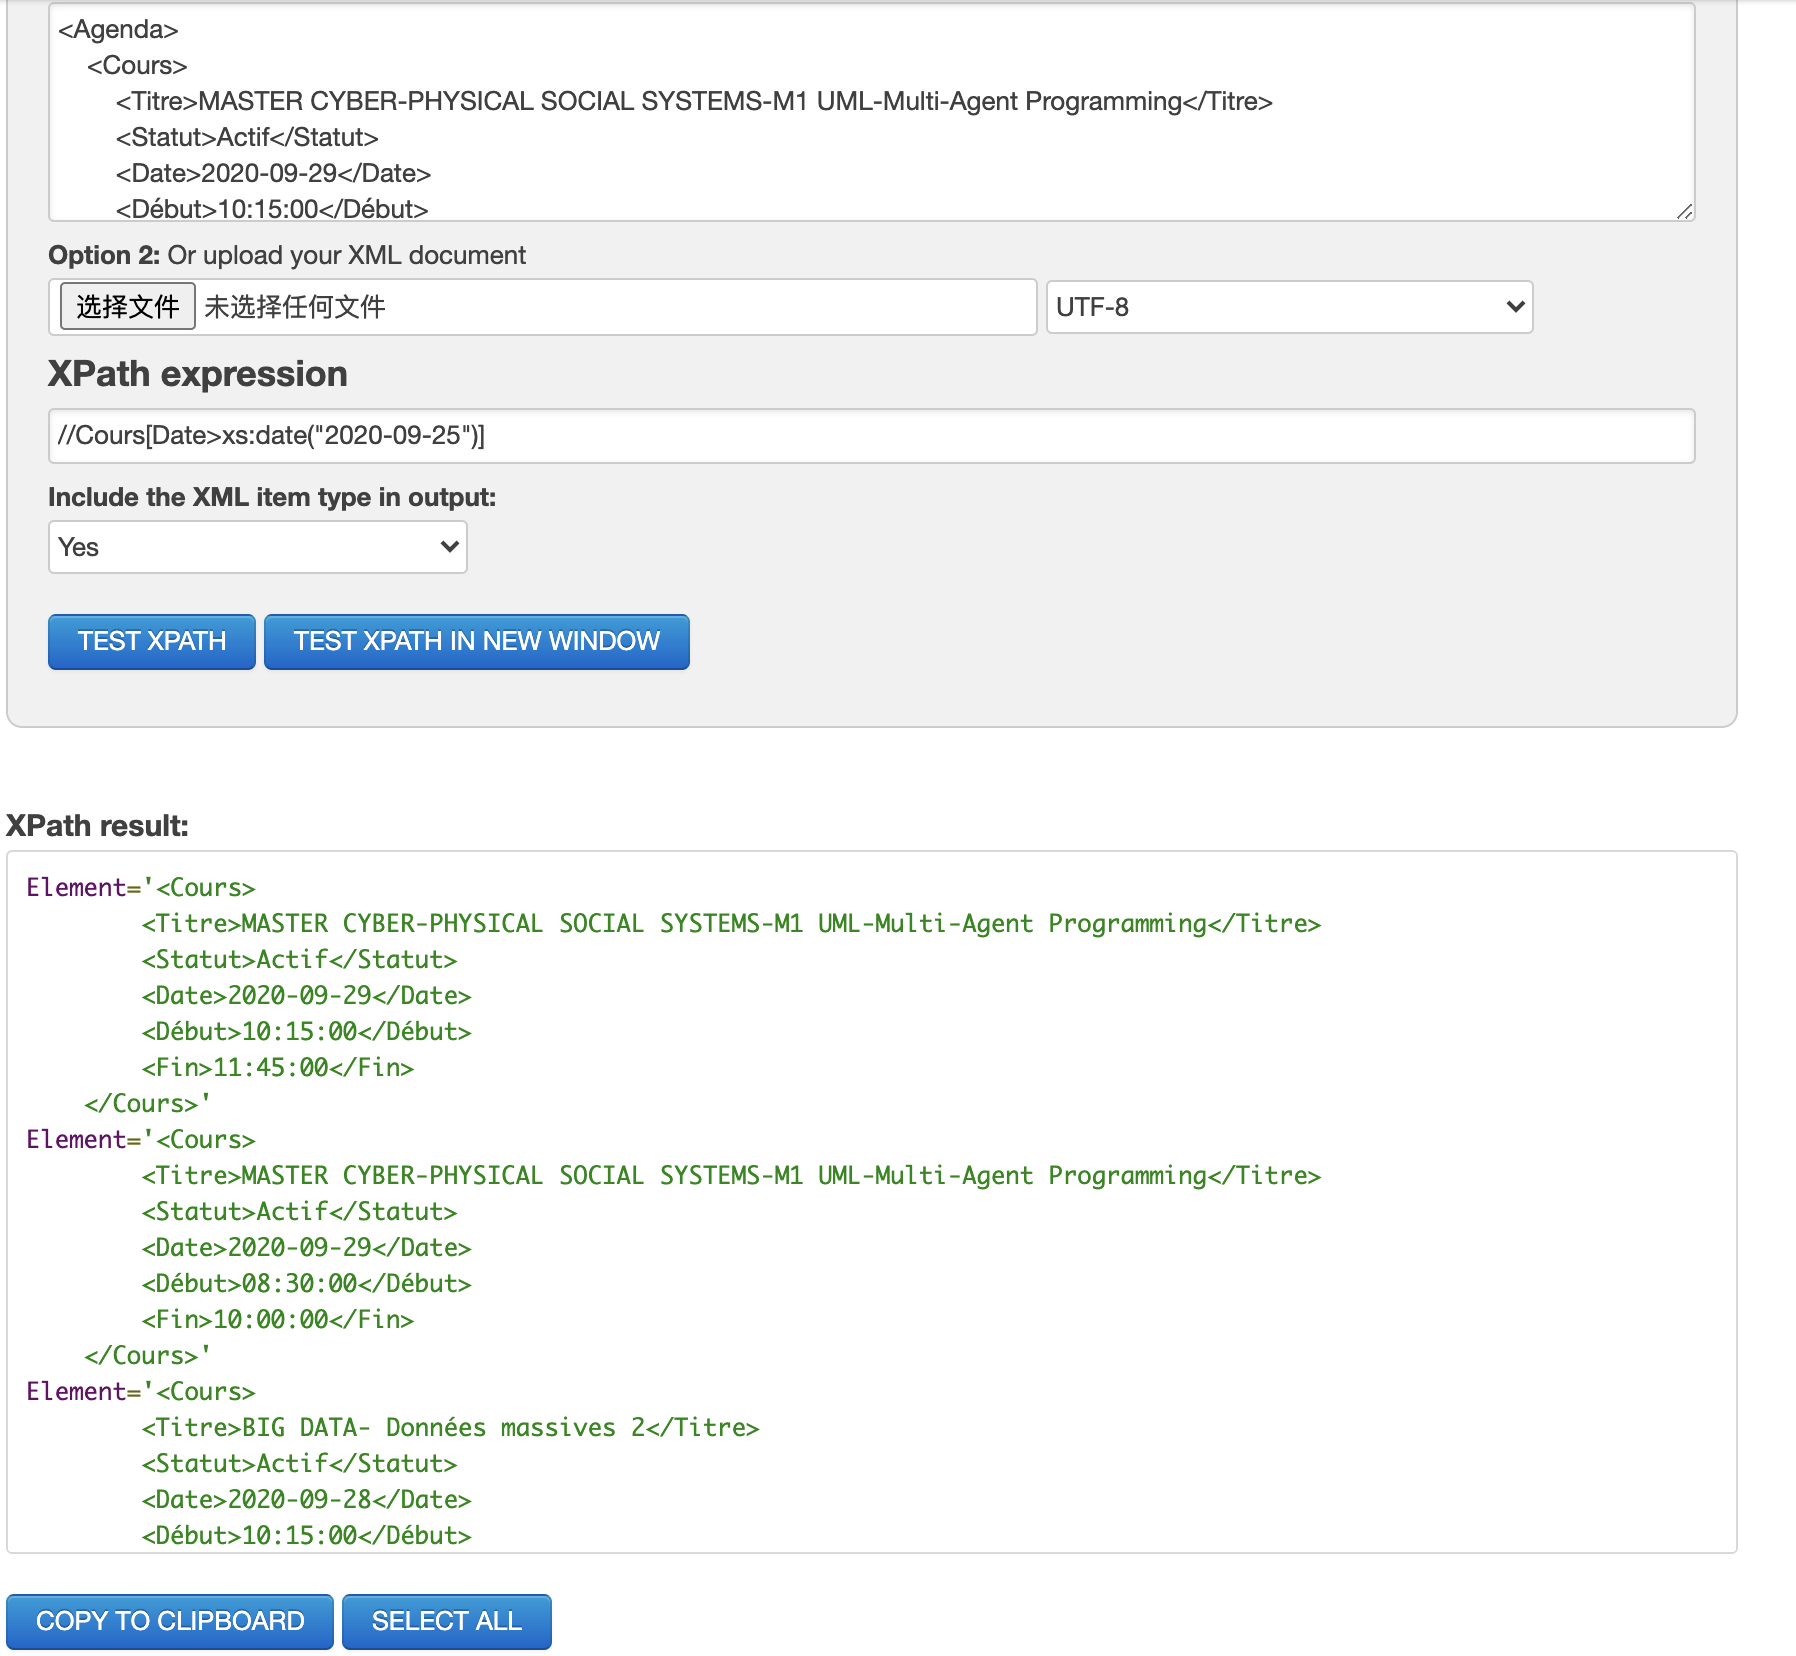 <Agenda>
<Cours>
<Titre>MASTER CYBER-PHYSICAL SOCIAL SYSTEMS-M1 UML-Multi-Agent Programming</Titre>
<Statut>Actif</Statut>
<Date>2020-09-29</Date>
<Début>10:15:00</Début>
Option 2: Or upload your XML document
选择文件 未选择任何文件 UTF-8
XPath expression
//Cours[Date>xs:date("2020-09-25")]
Include the XML item type in output:
Yes
TEST XPATH TEST XPATH IN NEW WINDOW
XPath result:
Element='<Cours>
<Titre>MASTER CYBER-PHYSICAL SOCIAL SYSTEMS-M1 UML-Multi-Agent Programming</Titre>
<Statut>Actif</Statut>
<Date>2020-09-29</Date>
<Début>10:15:00</Début>
<Fin>11:45:00</Fin>
</Cours>'
Element='<Cours>
<Titre>MASTER CYBER-PHYSICAL SOCIAL SYSTEMS-M1 UML-Multi-Agent Programming</Titre>
<Statut>Actif</Statut>
<Date>2020-09-29</Date>
<Début>08:30:00</Début>
<Fin>10:00:00</Fin>
</Cours>'
Element='<Cours>
<Titre>BIG DATA- Données massives 2</Titre>
<Statut>Actif</Statut>
<Date>2020-09-28</Date>
<Début>10:15:00</Début>
COPY TO CLIPBOARD SELECT ALL